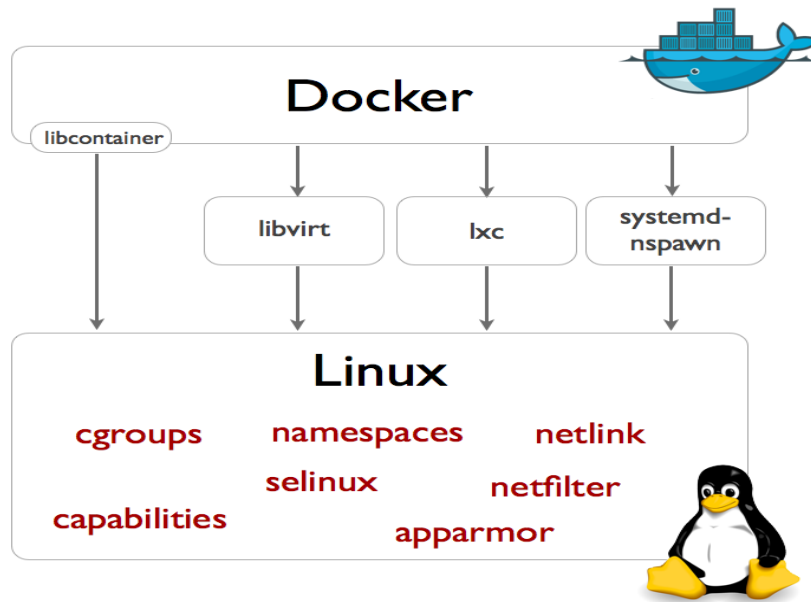 Docker
libcontainer
libvirt
lxc
systemd-
nspawn
Linux
cgroups
namespaces
netlink
selinux
netfilter
capabilities
apparmor